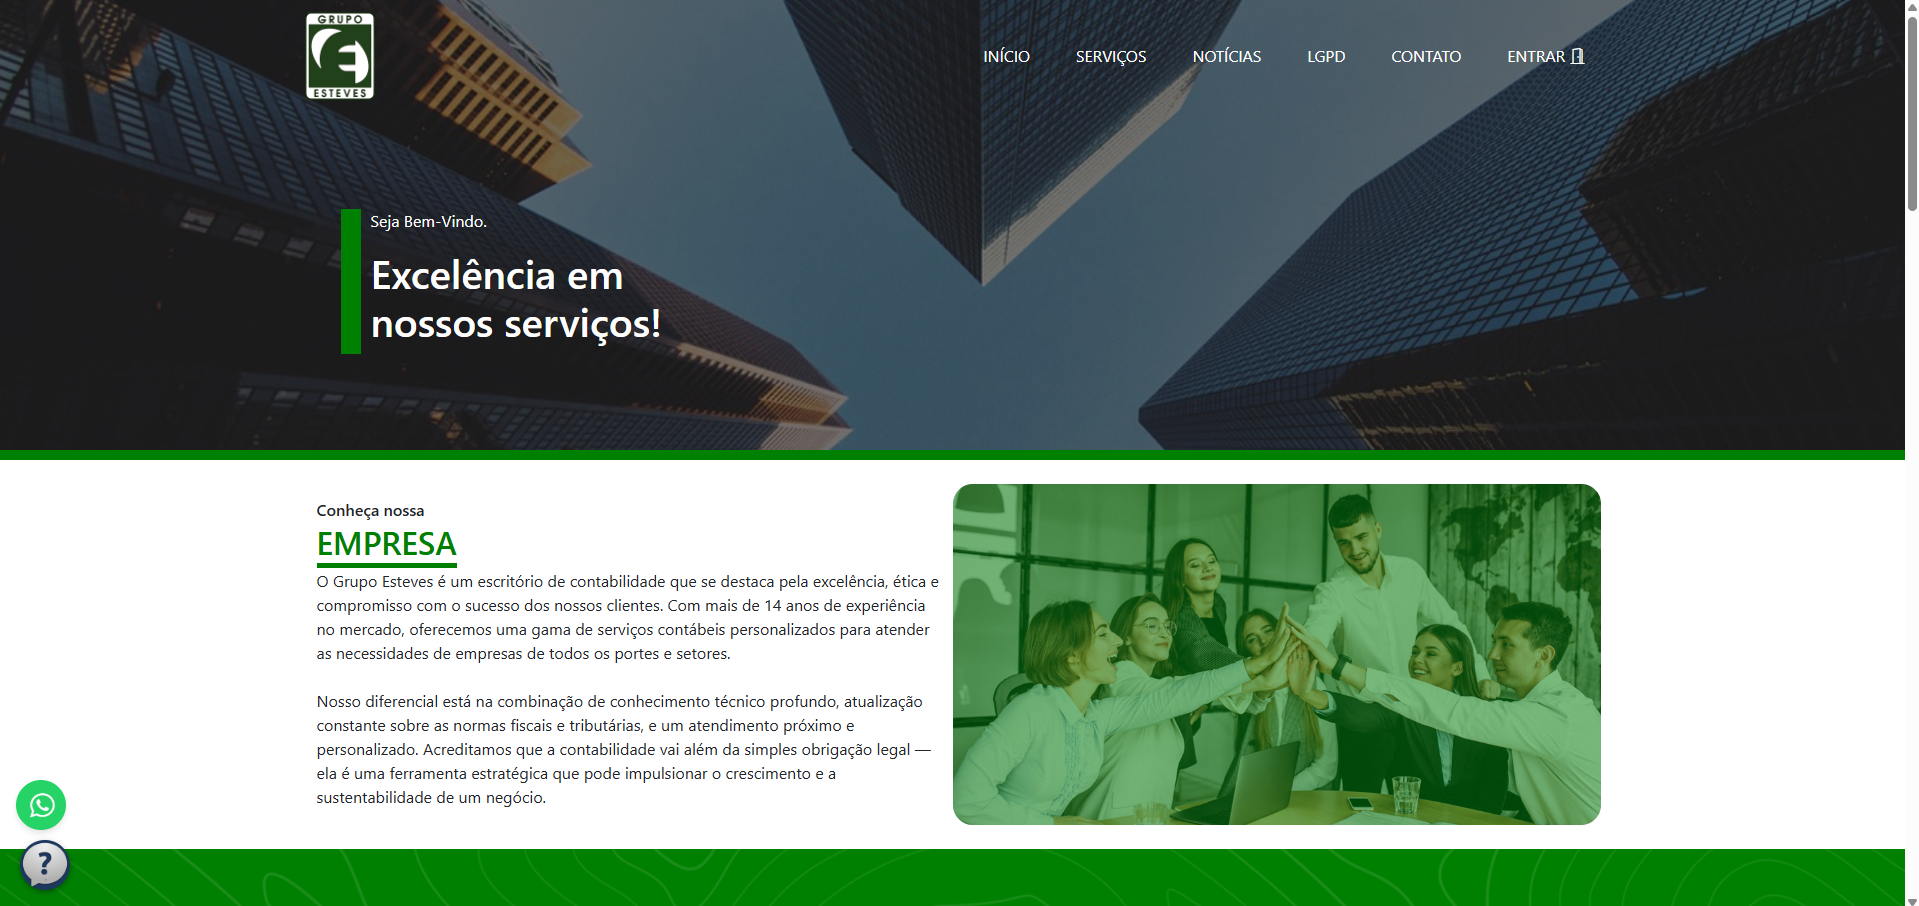 GRUPO
ESTEVES
INÍCIO
SERVIÇOS
NOTÍCIAS
LGPD
CONTATO
ENTRAR
Seja Bem-Vindo.
Excelência em
nossos serviços!
Conheça nossa
EMPRESA
O Grupo Esteves é um escritório de contabilidade que se destaca pela excelência, ética e
compromisso com o sucesso dos nossos clientes. Com mais de 14 anos de experiência
no mercado, oferecemos uma gama de serviços contábeis personalizados para atender
as necessidades de empresas de todos os portes e setores.
Nosso diferencial está na combinação de conhecimento técnico profundo, atualização
constante sobre as normas fiscais e tributárias, e um atendimento próximo e
personalizado. Acreditamos que a contabilidade vai além da simples obrigação legal —
ela é uma ferramenta estratégica que pode impulsionar o crescimento e a
sustentabilidade de um negócio.
?